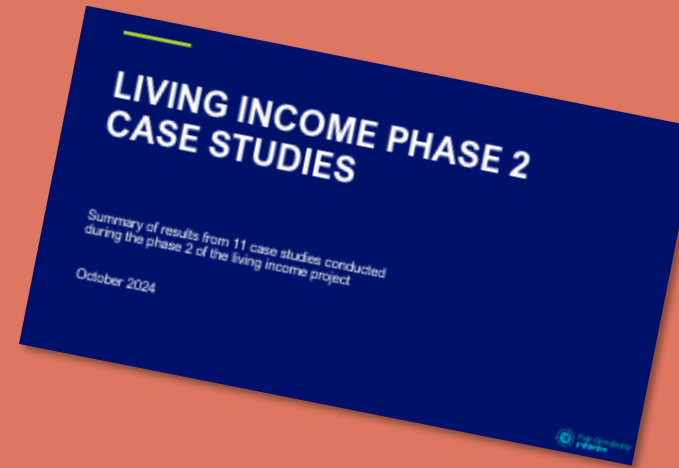 LIVING INCOME PHASE 2
CASE STUDIES
Summary of results from 11 case studies conducted
during the phase 2 of the living income project
October 2024